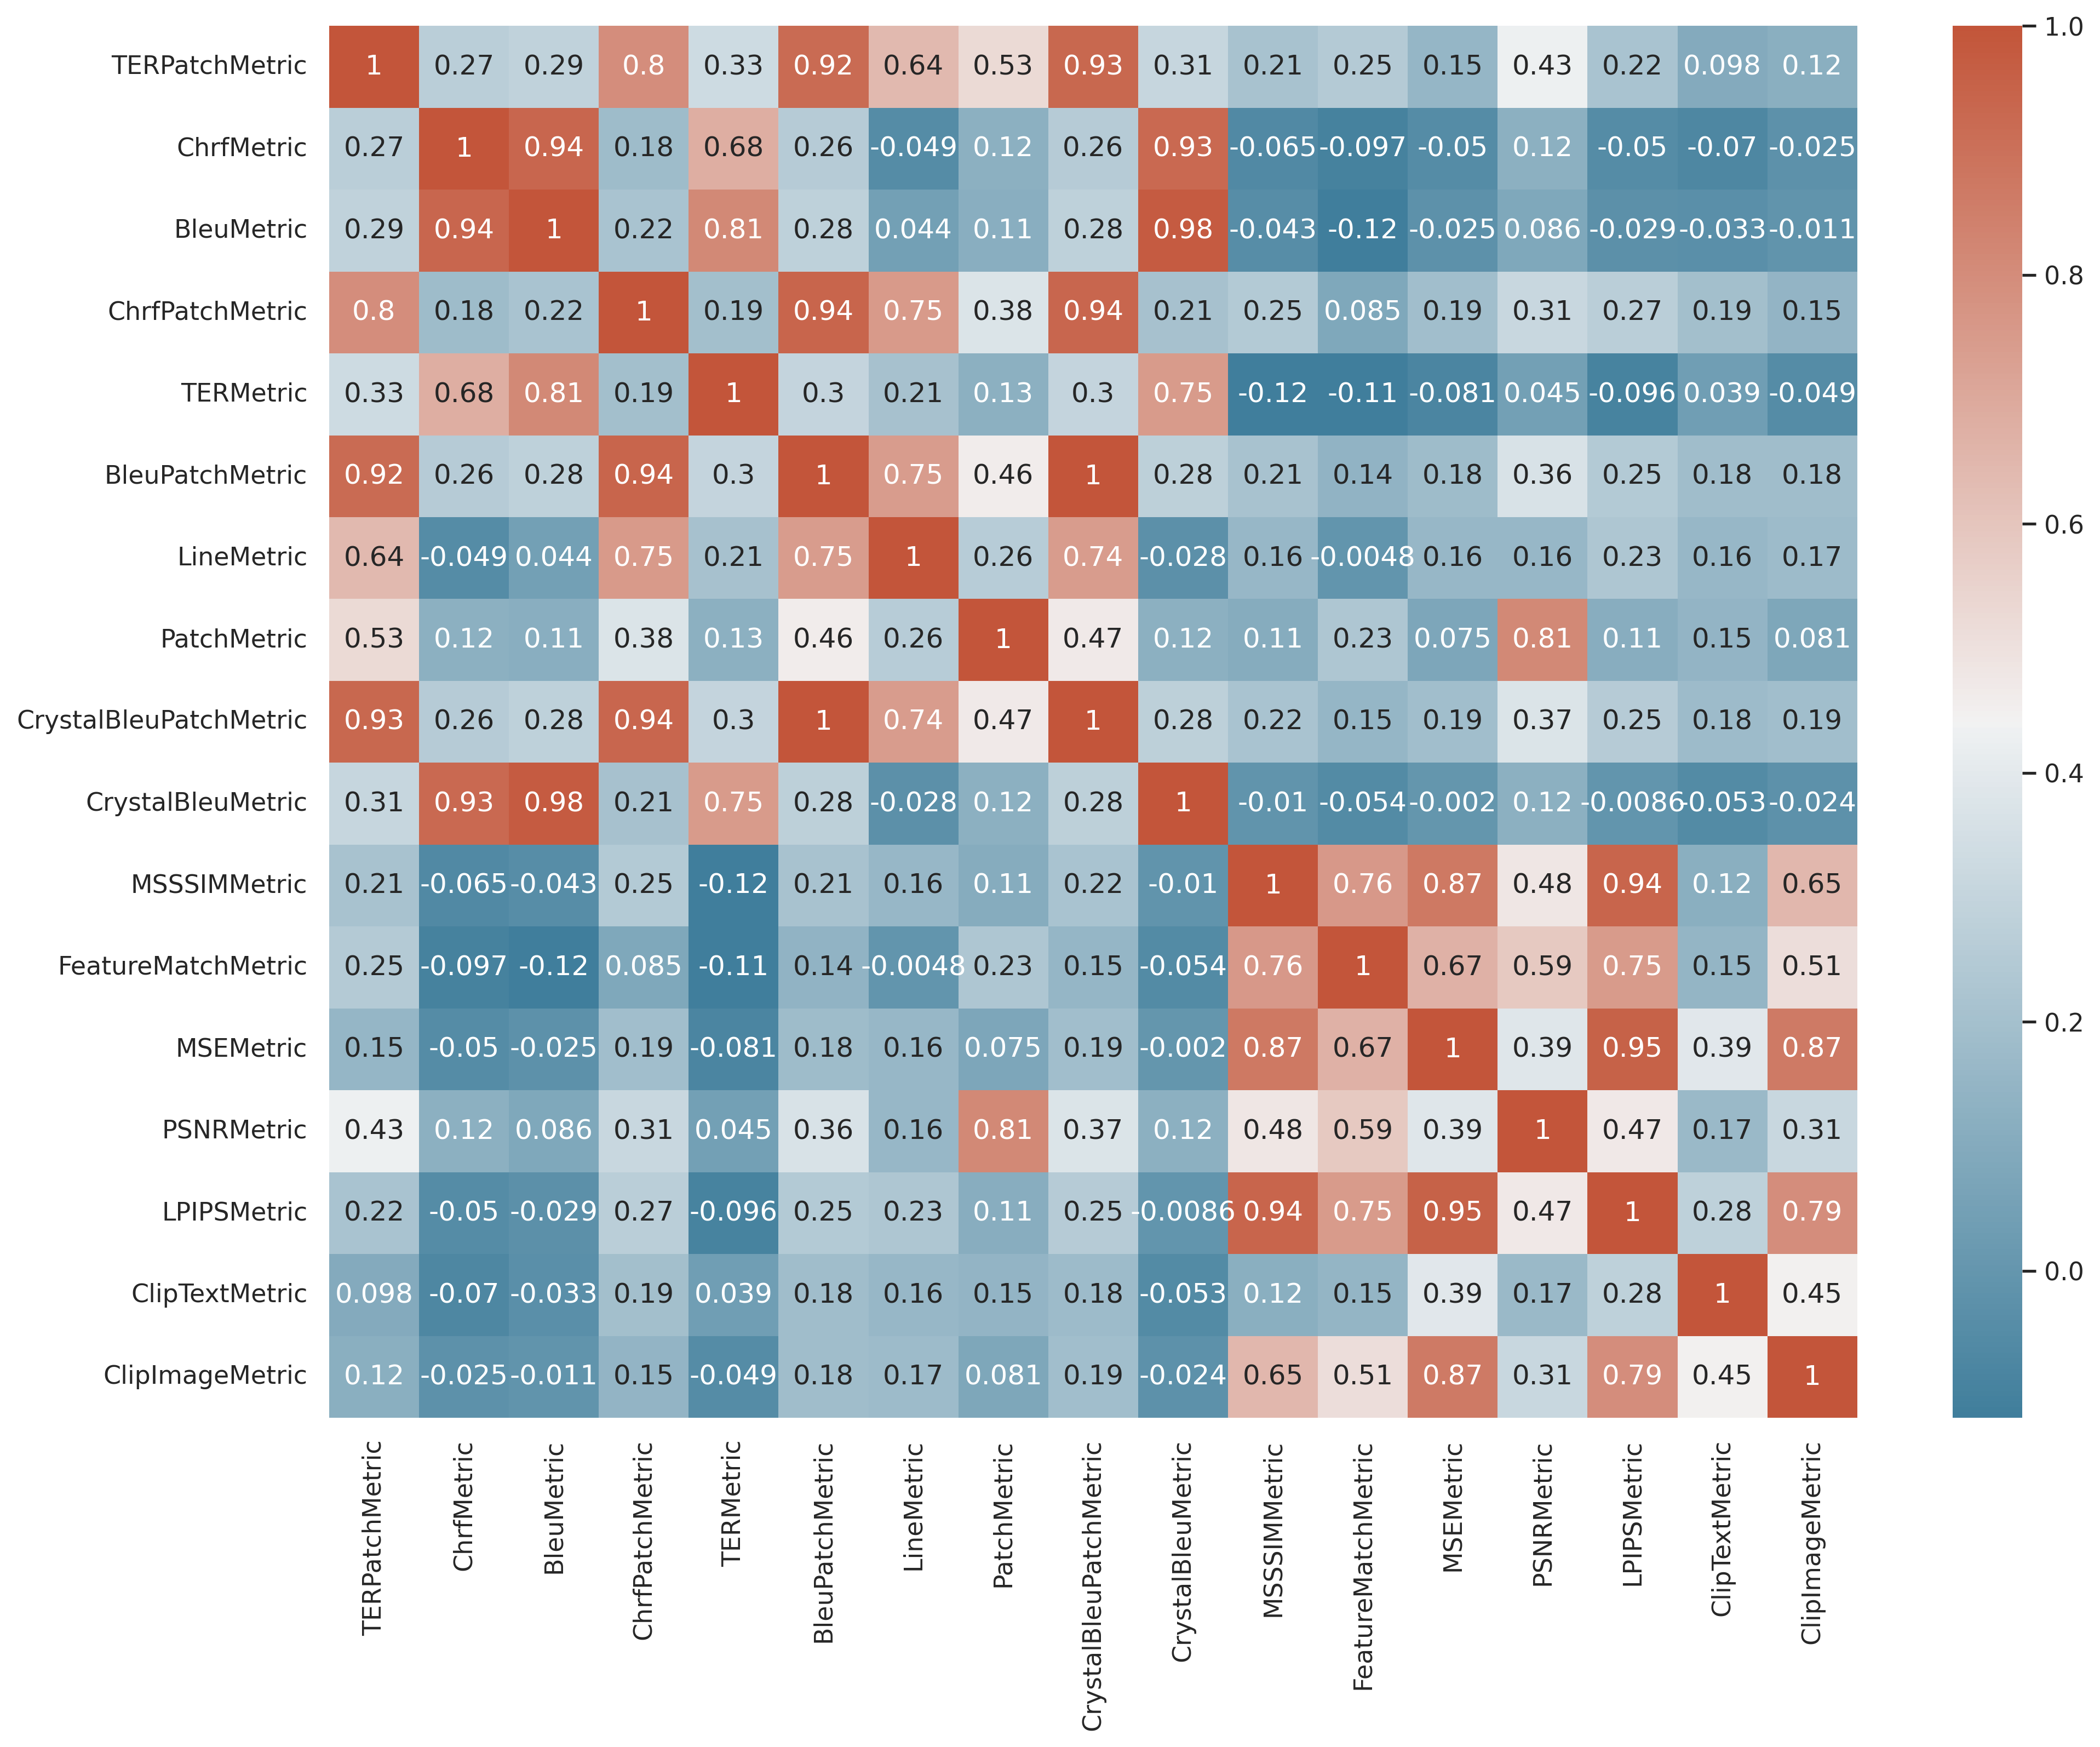 TERPatchMetric 1 0.27 0.29 0.8 0.33 0.92 0.64 0.53 0.93 0.31 0.21 0.25 0.15 0.43 0.22 0.098 0.12
ChrfMetric 0.27 1 0.94 0.18 0.68 0.26 -0.049 0.12 0.26 0.93 -0.065 -0.097 -0.05 0.12 -0.05 -0.07 -0.025
BleuMetric 0.29 0.94 1 0.22 0.81 0.28 0.044 0.11 0.28 0.98 -0.043 -0.12 -0.025 0.086 -0.029 -0.033 -0.011
ChrfPatchMetric 0.8 0.18 0.22 1 0.19 0.94 0.75 0.38 0.94 0.21 0.25 0.085 0.19 0.31 0.27 0.19 0.15
TERMetric 0.33 0.68 0.81 0.19 1 0.3 0.21 0.13 0.3 0.75 -0.12 -0.11 -0.081 0.045 -0.096 0.039 -0.049
BleuPatchMetric 0.92 0.26 0.28 0.94 0.3 1 0.75 0.46 1 0.28 0.21 0.14 0.18 0.36 0.25 0.18 0.18
LineMetric 0.64 -0.049 0.044 0.75 0.21 0.75 1 0.26 0.74 -0.028 0.16 -0.0048 0.16 0.16 0.23 0.16 0.17
PatchMetric 0.53 0.12 0.11 0.38 0.13 0.46 0.26 1 0.47 0.12 0.11 0.23 0.075 0.81 0.11 0.15 0.081
CrystalBleuPatchMetric 0.93 0.26 0.28 0.94 0.3 1 0.74 0.47 1 0.28 0.22 0.15 0.19 0.37 0.25 0.18 0.19
CrystalBleuMetric 0.31 0.93 0.98 0.21 0.75 0.28 -0.028 0.12 0.28 1 -0.01 -0.054 -0.002 0.12 -0.0086 -0.053 -0.024
MSSSIMMetric 0.21 -0.065 -0.043 0.25 -0.12 0.21 0.16 0.11 0.22 -0.01 1 0.76 0.87 0.48 0.94 0.12 0.65
FeatureMatchMetric 0.25 -0.097 -0.12 0.085 -0.11 0.14 -0.0048 0.23 0.15 -0.054 0.76 1 0.67 0.59 0.75 0.15 0.51
MSEMetric 0.15 -0.05 -0.025 0.19 -0.081 0.18 0.16 0.075 0.19 -0.002 0.87 0.67 1 0.39 0.95 0.39 0.87
PSNRMetric 0.43 0.12 0.086 0.31 0.045 0.36 0.16 0.81 0.37 0.12 0.48 0.59 0.39 1 0.47 0.17 0.31
LPIPSMetric 0.22 -0.05 -0.029 0.27 -0.096 0.25 0.23 0.11 0.25 -0.0086 0.94 0.75 0.95 0.47 1 0.28 0.79
ClipTextMetric 0.098 -0.07 -0.033 0.19 0.039 0.18 0.16 0.15 0.18 -0.053 0.12 0.15 0.39 0.17 0.28 1 0.45
ClipImageMetric 0.12 -0.025 -0.011 0.15 -0.049 0.18 0.17 0.081 0.19 -0.024 0.65 0.51 0.87 0.31 0.79 0.45 1
TERPatchMetric
ChrfMetric
BleuMetric
ChrfPatchMetric
TERMetric
BleuPatchMetric
LineMetric
PatchMetric
CrystalBleuPatchMetric
CrystalBleuMetric
MSSSIMMetric
FeatureMatchMetric
MSEMetric
PSNRMetric
LPIPSMetric
ClipTextMetric
ClipImageMetric
1.0
0.8
0.6
0.4
0.2
0.0